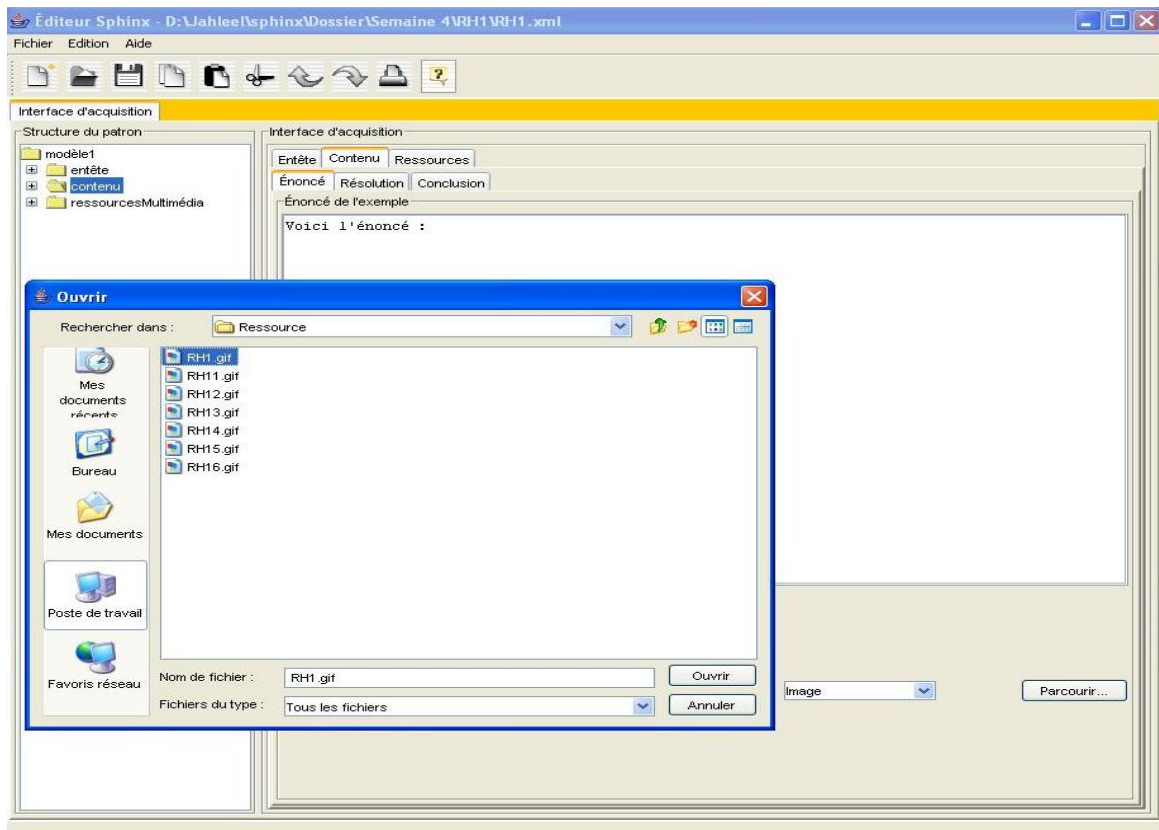 Éditeur Sphinx - D:\Jahleel\sphinx\Dossier\Semaine 4\RH1\RH1.xml
Fichier Edition Aide
Interface d'acquisition
Structure du patron
modèle1
entête
contenu
ressourcesMultimédia
Interface d'acquisition
Entête Contenu Ressources
Énoncé Résolution Conclusion
Énoncé de l'exemple
Voici l'énoncé :
Ouvrir
Rechercher dans : Ressource
Mes documents récents
Bureau
Mes documents
Poste de travail
Favoris réseau
RH1.gif
RH11.gif
RH12.gif
RH13.gif
RH14.gif
RH15.gif
RH16.gif
Nom de fichier : RH1.gif Ouvrir
Fichiers du type : Tous les fichiers Annuler
Image Parcourir...